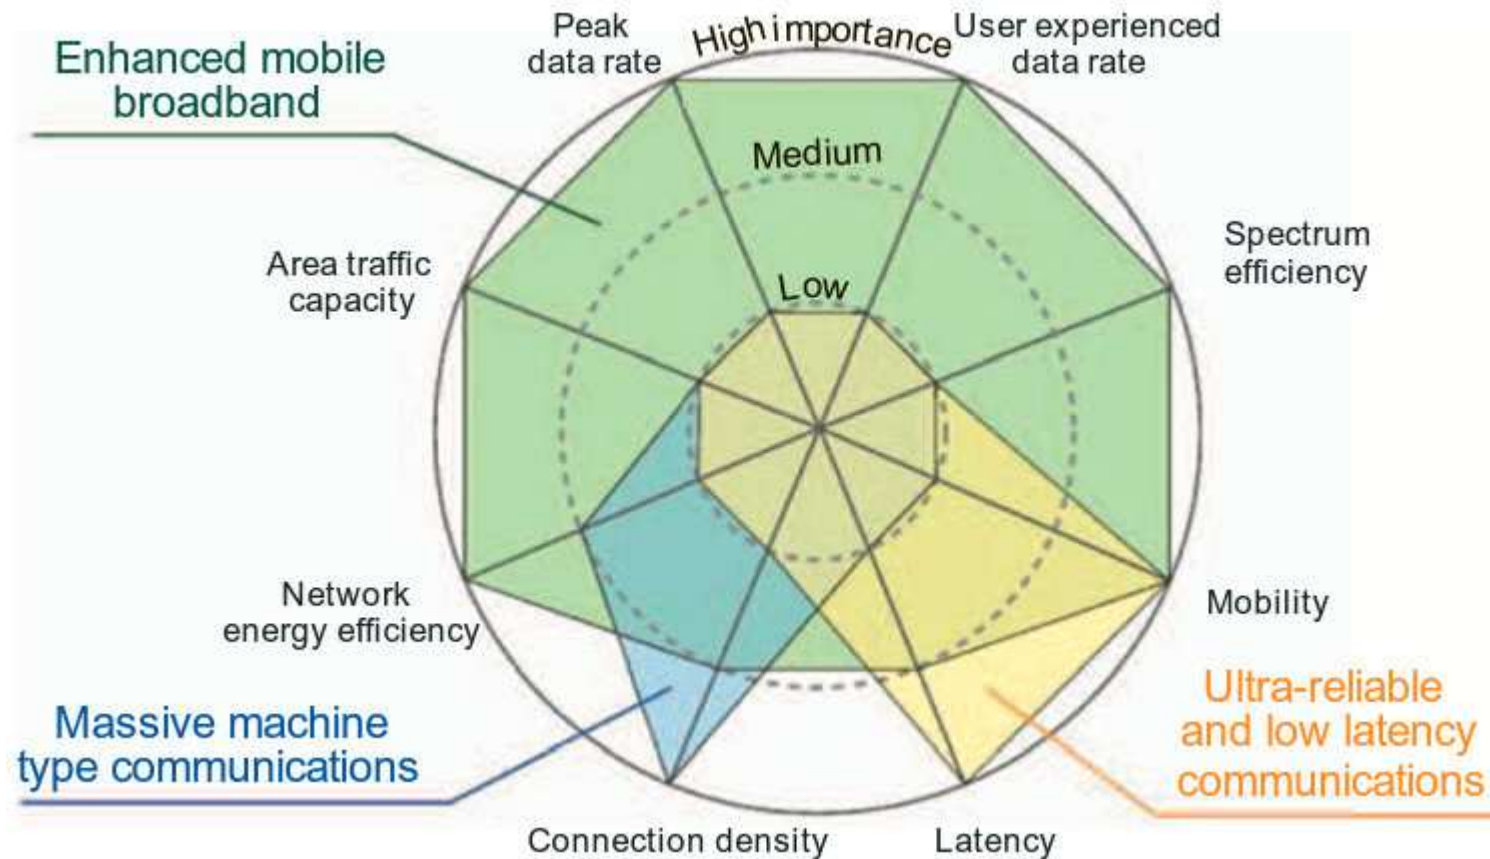 Peak
data rate
High importance
User experienced
data rate
Enhanced mobile
broadband
Medium
Area traffic
capacity
Low
Spectrum
efficiency
Network
energy efficiency
Mobility
Massive machine
type communications
Ultra-reliable
and low latency
communications
Connection density
Latency